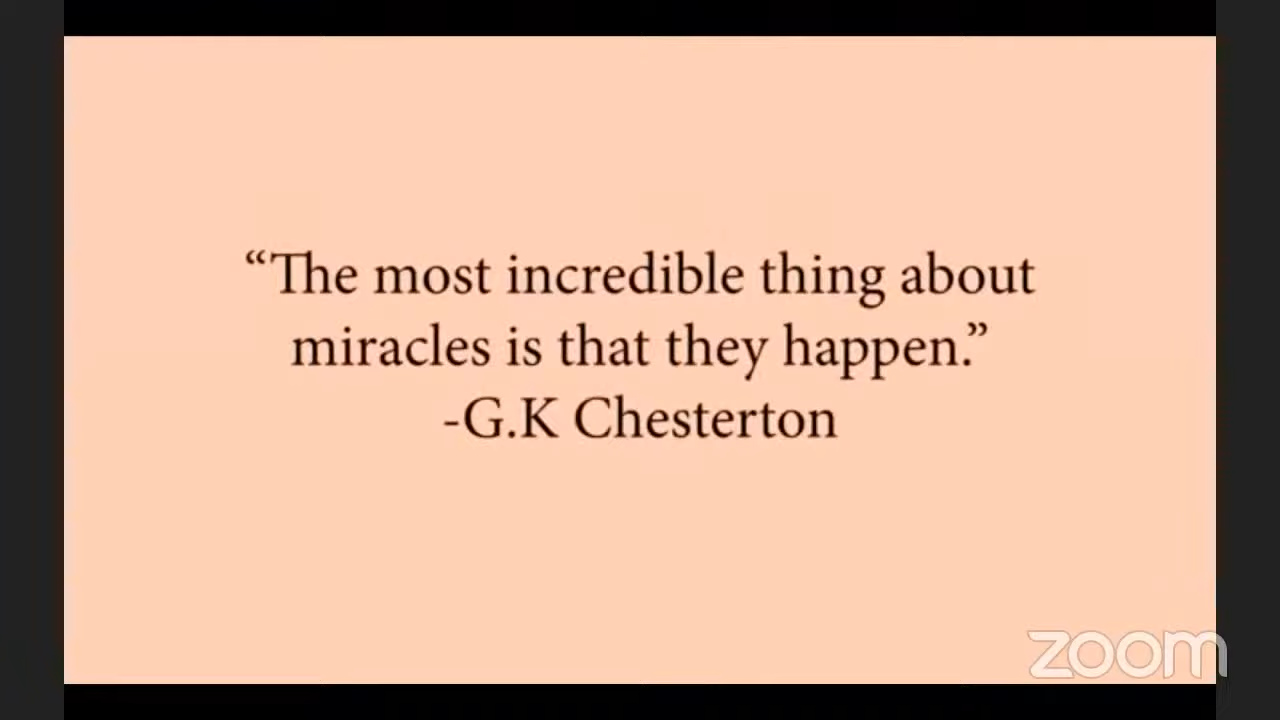 “The most incredible thing about
miracles is that they happen.”
-G.K Chesterton
zoom